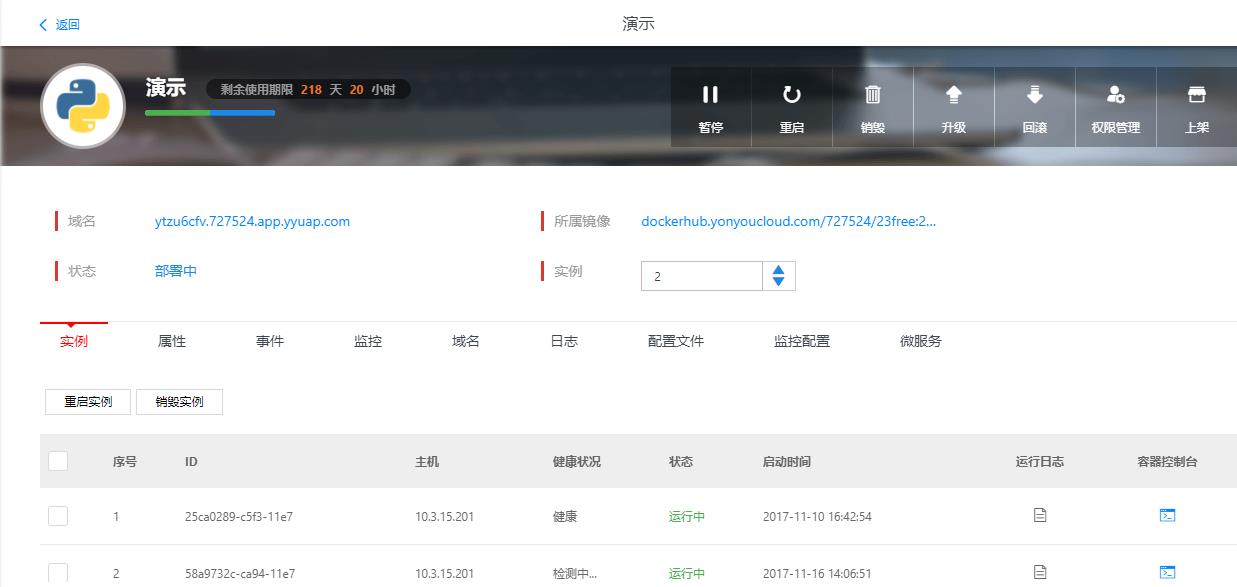 返回
演示
演示 剩余使用期限 218 天 20 小时
暂停 重启 销毁 升级 回滚 权限管理 上架
域名 ytzu6cfv.727524.app.yyuap.com 所属镜像 dockerhub.yonyoucloud.com/727524/23free:2...
状态 部署中 实例 2
实例 属性 事件 监控 域名 日志 配置文件 监控配置 微服务
重启实例 销毁实例
序号 ID 主机 健康状况 状态 启动时间 运行日志 容器控制台
1 25ca0289-c5f3-11e7 10.3.15.201 健康 运行中 2017-11-10 16:42:54
2 58a9732c-ca94-11e7 10.3.15.201 检测中... 运行中 2017-11-16 14:06:51